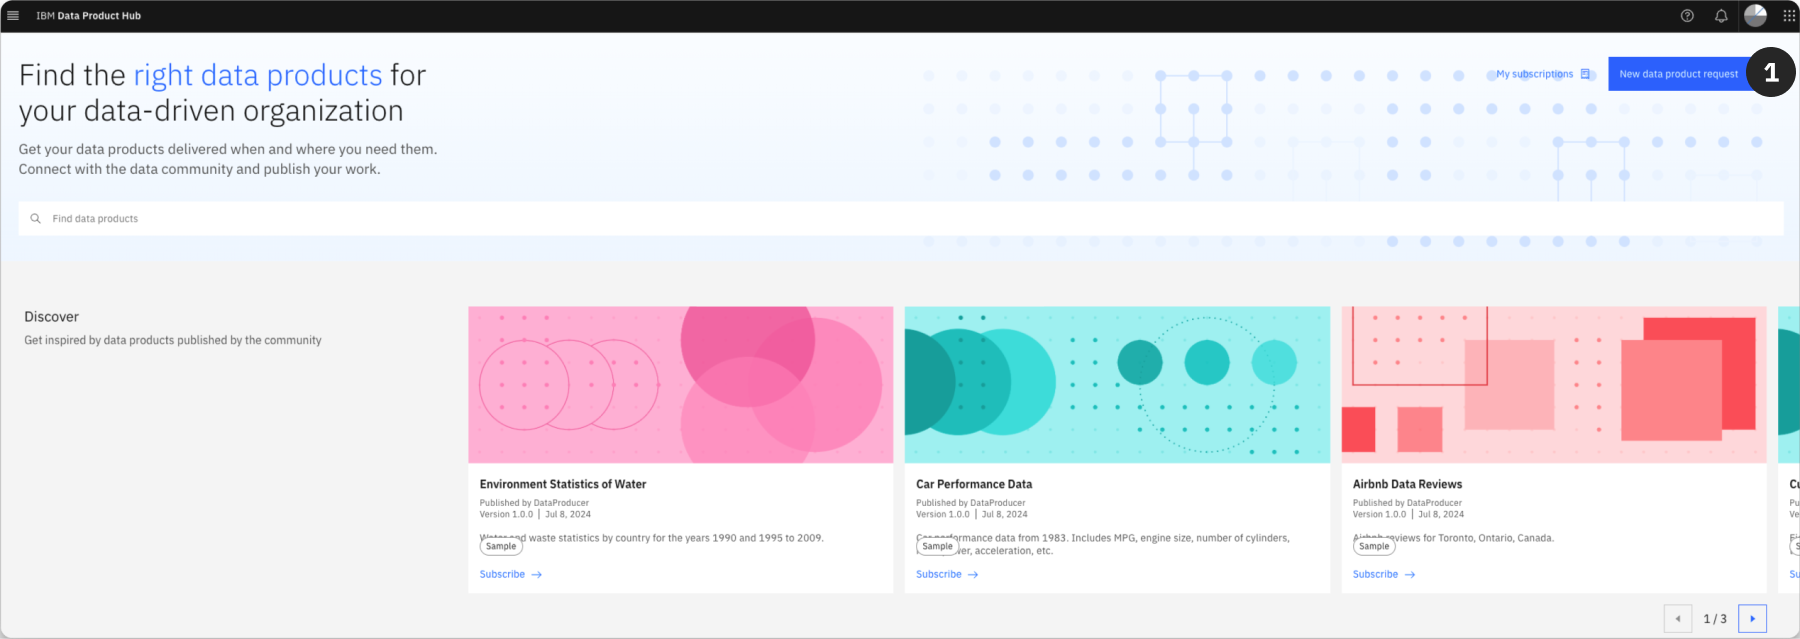 IBM Data Product Hub
Find the right data products for
your data-driven organization
Get your data products delivered when and where you need them.
Connect with the data community and publish your work.
My subscriptions
New data product request
1
Find data products
Discover
Get inspired by data products published by the community
Environment Statistics of Water
Published by DataProducer
Version 1.0.0 | Jul 8, 2024
Water and waste statistics by country for the years 1990 and 1995 to 2009.
Sample
Subscribe
Car Performance Data
Published by DataProducer
Version 1.0.0 | Jul 8, 2024
Car performance data from 1983. Includes MPG, engine size, number of cylinders,
acceleration, etc.
Sample
Subscribe
Airbnb Data Reviews
Published by DataProducer
Version 1.0.0 | Jul 8, 2024
Airbnb reviews for Toronto, Ontario, Canada.
Sample
Subscribe
1 / 3